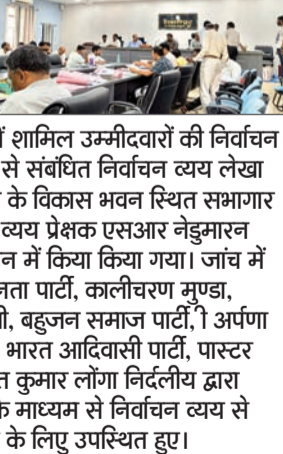 में शामिल उम्मीदवारों की निर्वाचन
से संबंधित निर्वाचन व्यय लेखा
के विकास भवन स्थित सभागार
व्यय प्रेक्षक एसआर नेडुमारन
में किया किया गया। जांच में
पार्टी, कालीचरण मुण्डा,
बहुजन समाज पार्टी, ी अर्पणा
भारत आदिवासी पार्टी, पास्टर
कुमार लोंगा निर्दलीय द्वारा
के माध्यम से निर्वाचन व्यय से
के लिए उपस्थित हुए।